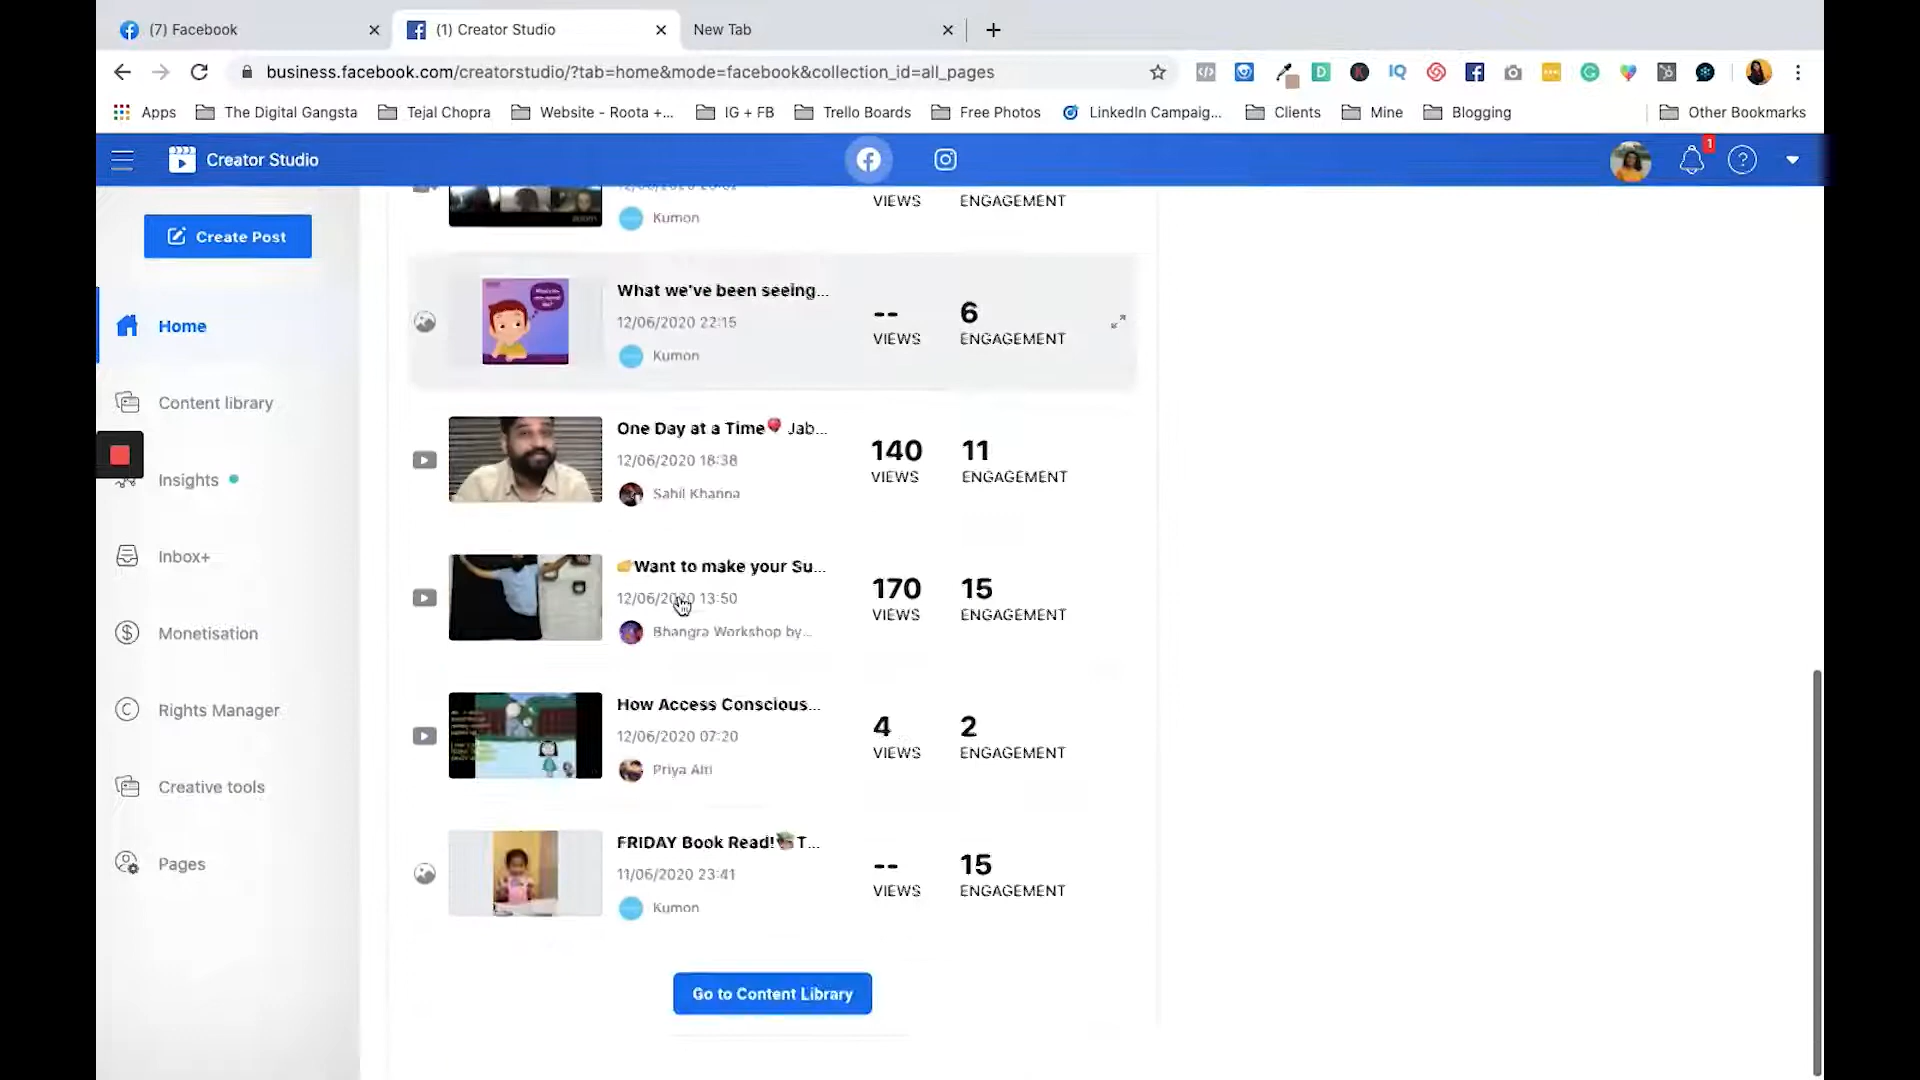 (7) Facebook
(1) Creator Studio
New Tab
business.facebook.com/creatorstudio/?tab=home&mode=facebook&collection_id=all_pages
Apps
The Digital Gangsta
Tejal Chopra
Website - Roota +...
IG + FB
Trello Boards
Free Photos
LinkedIn Campaig...
Clients
Mine
Blogging
Other Bookmarks
Creator Studio
1
Create Post
Home
Content library
Insights
Inbox+
Monetisation
Rights Manager
Creative tools
Pages
Kumon
VIEWS
ENGAGEMENT
What we've been seeing...
12/06/2020 22:15
Kumon
--
VIEWS
6
ENGAGEMENT
One Day at a Time🎈 Jab...
12/06/2020 18:38
Sahil Khanna
140
VIEWS
11
ENGAGEMENT
Want to make your Su...
12/06/2020 13:50
Bhangra Workshop by...
170
VIEWS
15
ENGAGEMENT
How Access Conscious...
12/06/2020 07:20
4
VIEWS
2
ENGAGEMENT
FRIDAY Book Read! T...
11/06/2020 23:41
Kumon
--
VIEWS
15
ENGAGEMENT
Go to Content Library